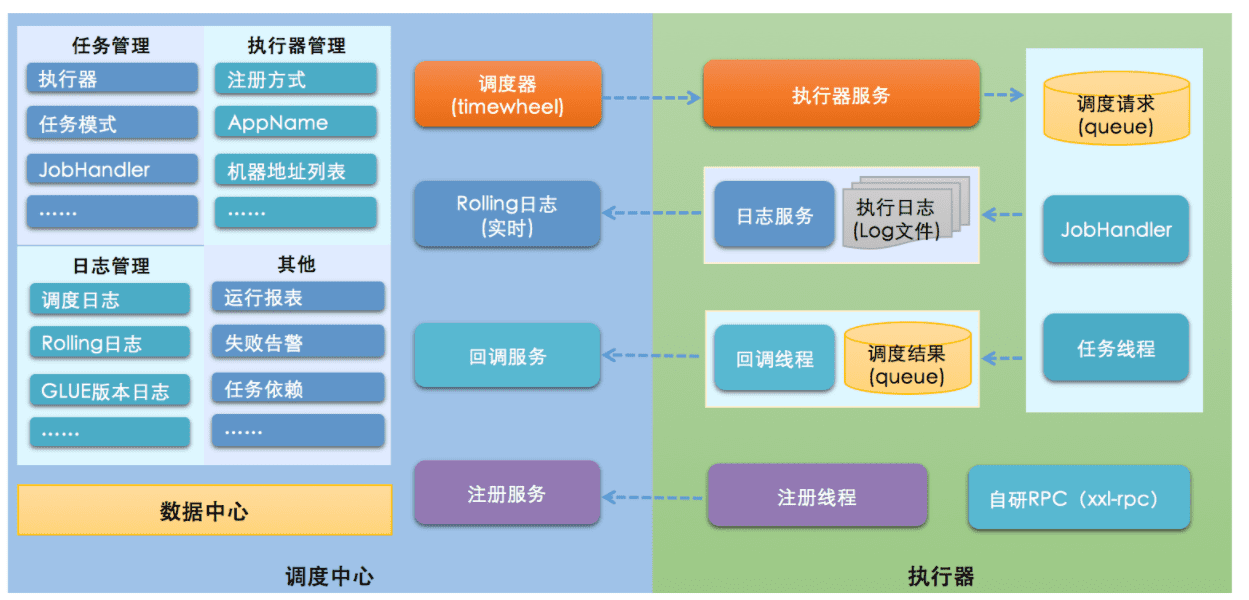 任务管理
执行器
任务模式
JobHandler
......
执行器管理
注册方式
AppName
机器地址列表
......
日志管理
调度日志
Rolling日志
GLUE版本日志
......
其他
运行报表
失败告警
任务依赖
......
数据中心
调度器
(timewheel)
Rolling日志
(实时)
回调服务
注册服务
调度中心
执行器服务
日志服务
执行日志
(Log文件)
回调线程
调度结果
(queue)
注册线程
调度请求
(queue)
JobHandler
任务线程
自研RPC（xxl-rpc）
执行器